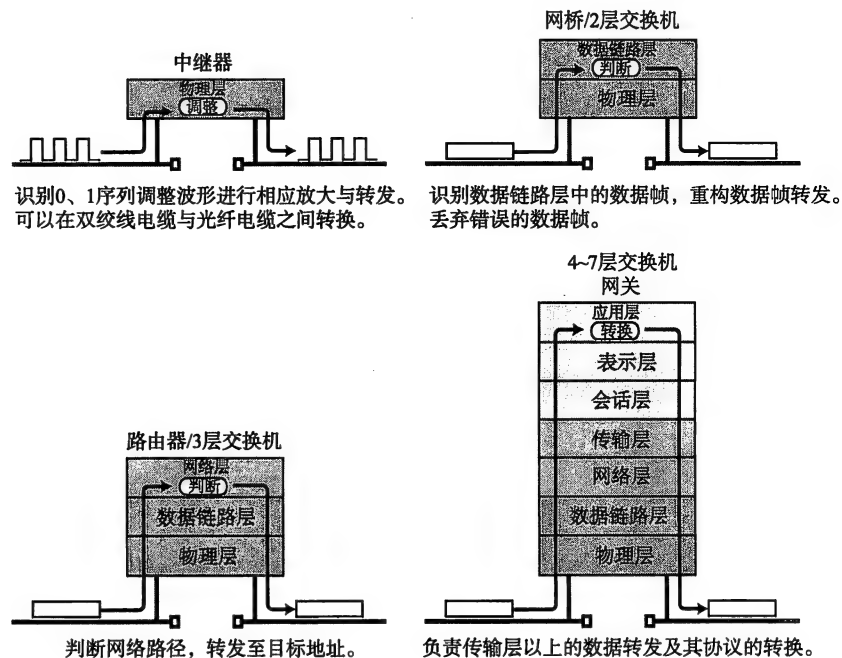 中继器
物理层
调整
识别0、1序列调整波形进行相应放大与转发。
可以在双绞线电缆与光纤电缆之间转换。
网桥/2层交换机
数据链路层
判断
物理层
识别数据链路层中的数据帧，重构数据帧转发。
丢弃错误的数据帧。
路由器/3层交换机
网络层
判断
数据链路层
物理层
判断网络路径，转发至目标地址。
4~7层交换机
网关
应用层
转换
表示层
会话层
传输层
网络层
数据链路层
物理层
负责传输层以上的数据转发及其协议的转换。